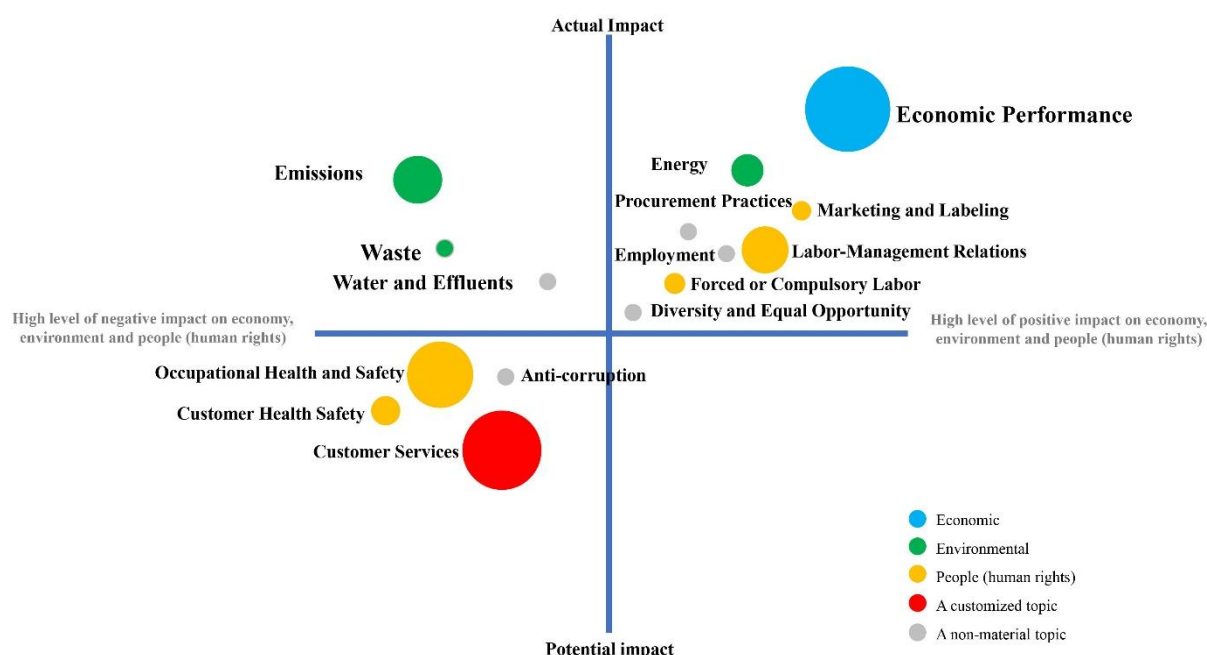 Actual Impact
Economic Performance
Energy
Emissions
Procurement Practices
Marketing and Labeling
Waste
Employment
Labor-Management Relations
Water and Effluents
Forced or Compulsory Labor
Diversity and Equal Opportunity
High level of negative impact on economy,
environment and people (human rights)
High level of positive impact on economy,
environment and people (human rights)
Occupational Health and Safety
Anti-corruption
Customer Health Safety
Customer Services
Economic
Environmental
People (human rights)
A customized topic
A non-material topic
Potential impact